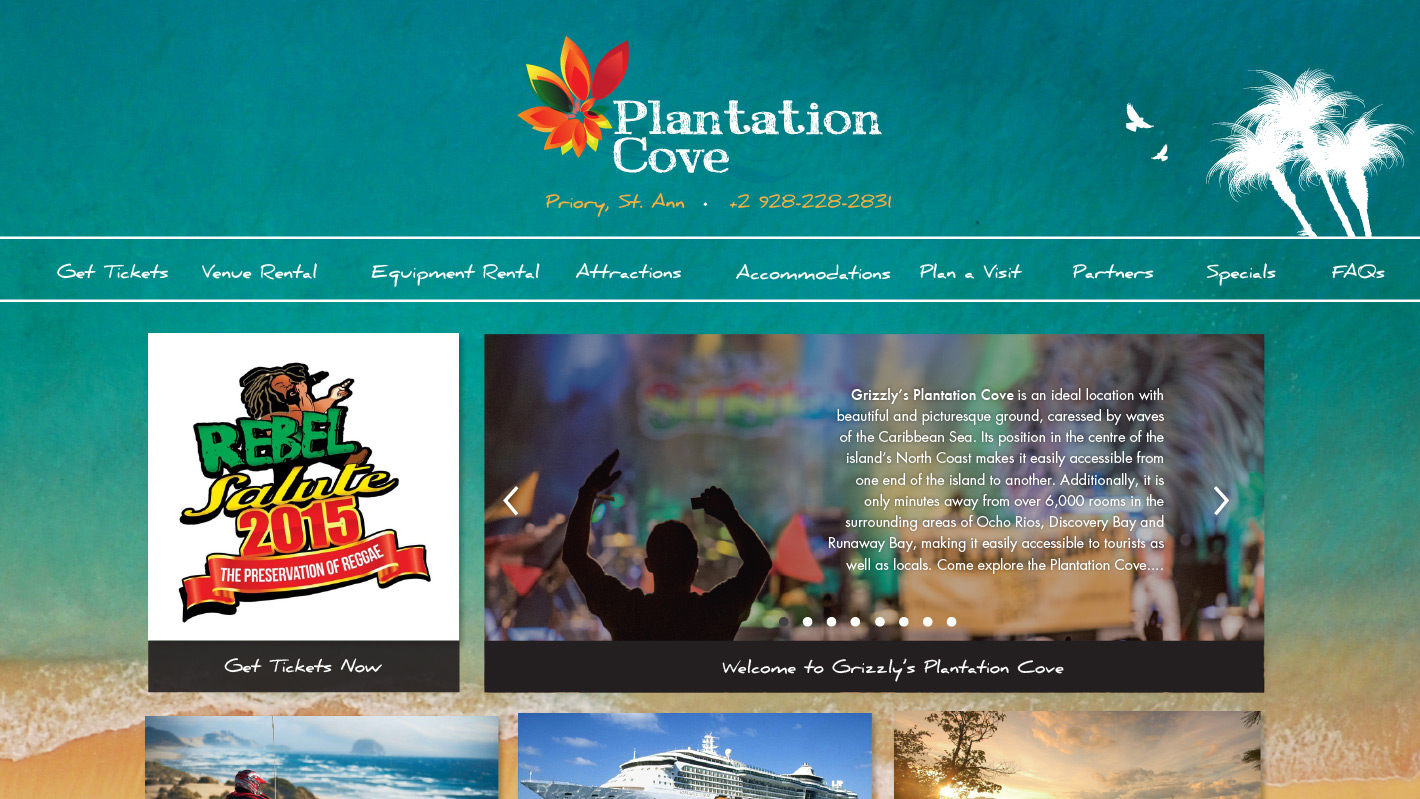 Plantation
Cove
Priory, St. Ann • +2 928-228-2831
Get Tickets Venue Rental Equipment Rental Attractions Accommodations Plan a Visit Partners Specials FAQs
REBEL
Salute
2015
THE PRESERVATION OF REGGAE
Get Tickets Now
Grizzly's Plantation Cove is an ideal location with
beautiful and picturesque ground, caressed by waves
of the Caribbean Sea. Its position in the centre of the
island's North Coast makes it easily accessible from
one end of the island to another. Additionally, it is
only minutes away from over 6,000 rooms in the
surrounding areas of Ocho Rios, Discovery Bay and
Runaway Bay, making it easily accessible to tourists as
well as locals. Come explore the Plantation Cove....
Welcome to Grizzly's Plantation Cove